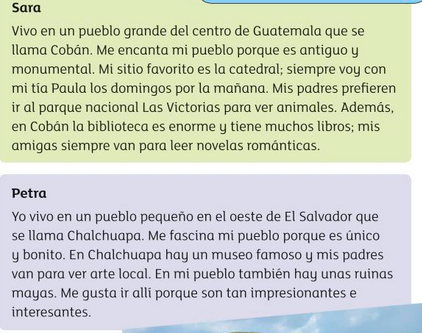 Sara
Vivo en un pueblo grande del centro de Guatemala que se
llama Cobán. Me encanta mi pueblo porque es antiguo y
monumental. Mi sitio favorito es la catedral; siempre voy con
mi tía Paula los domingos por la mañana. Mis padres prefieren
ir al parque nacional Las Victorias para ver animales. Además,
en Cobán la biblioteca es enorme y tiene muchos libros; mis
amigas siempre van para leer novelas románticas.
Petra
Yo vivo en un pueblo pequeño en el oeste de El Salvador que
se llama Chalchuapa. Me fascina mi pueblo porque es único
y bonito. En Chalchuapa hay un museo famoso y mis padres
van para ver arte local. En mi pueblo también hay unas ruinas
mayas. Me gusta ir allí porque son tan impresionantes e
interesantes.